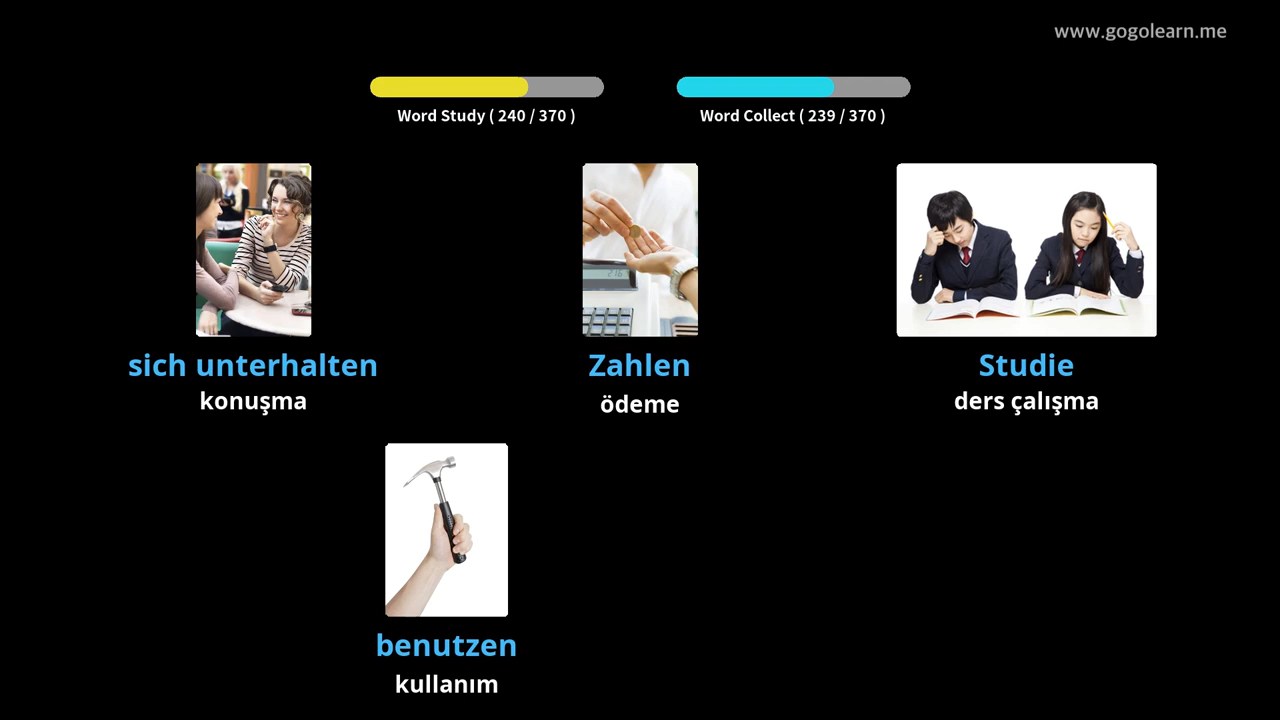 www.gogolearn.me
Word Study ( 240 / 370 )
Word Collect ( 239 / 370 )
sich unterhalten
konuşma
Zahlen
ödeme
Studie
ders çalışma
benutzen
kullanım